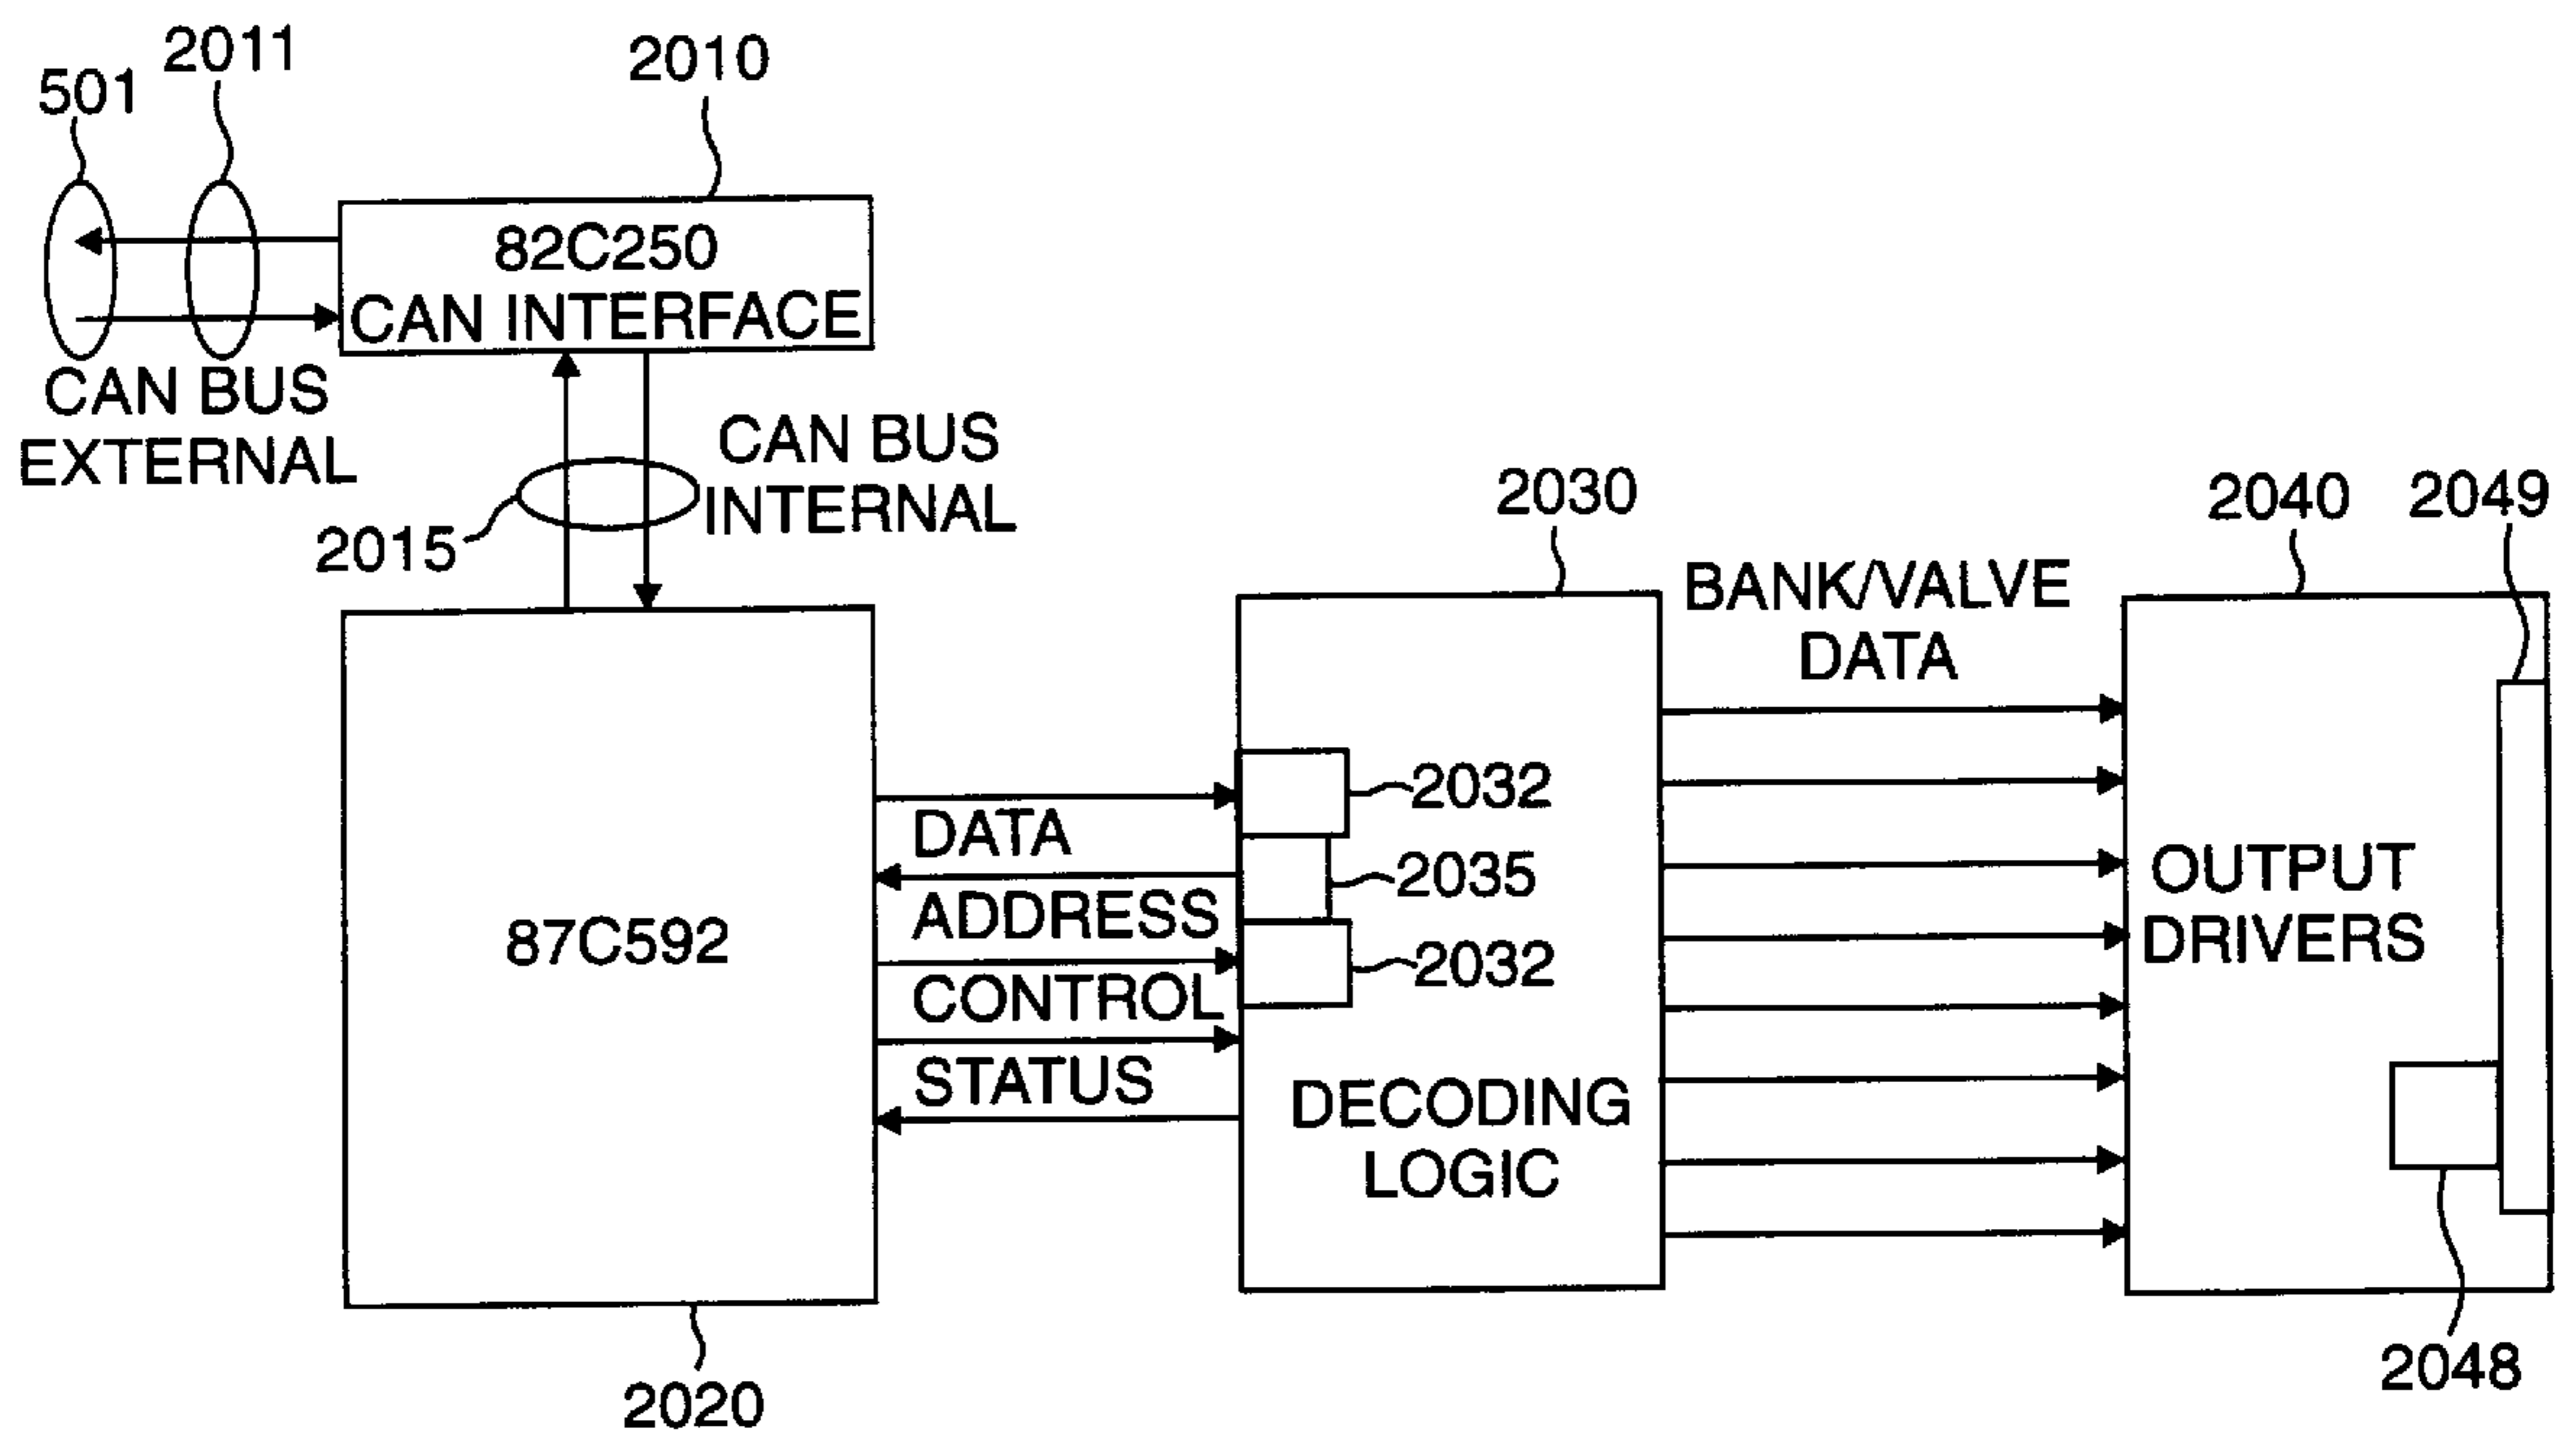 501
2011
2010
82C250
CAN INTERFACE
CAN BUS
EXTERNAL
CAN BUS
INTERNAL
2015
2030
2040
2049
BANK/VALVE
DATA
2032
DATA
2035
ADDRESS
2032
CONTROL
STATUS
87C592
DECODING
LOGIC
OUTPUT
DRIVERS
2048
2020